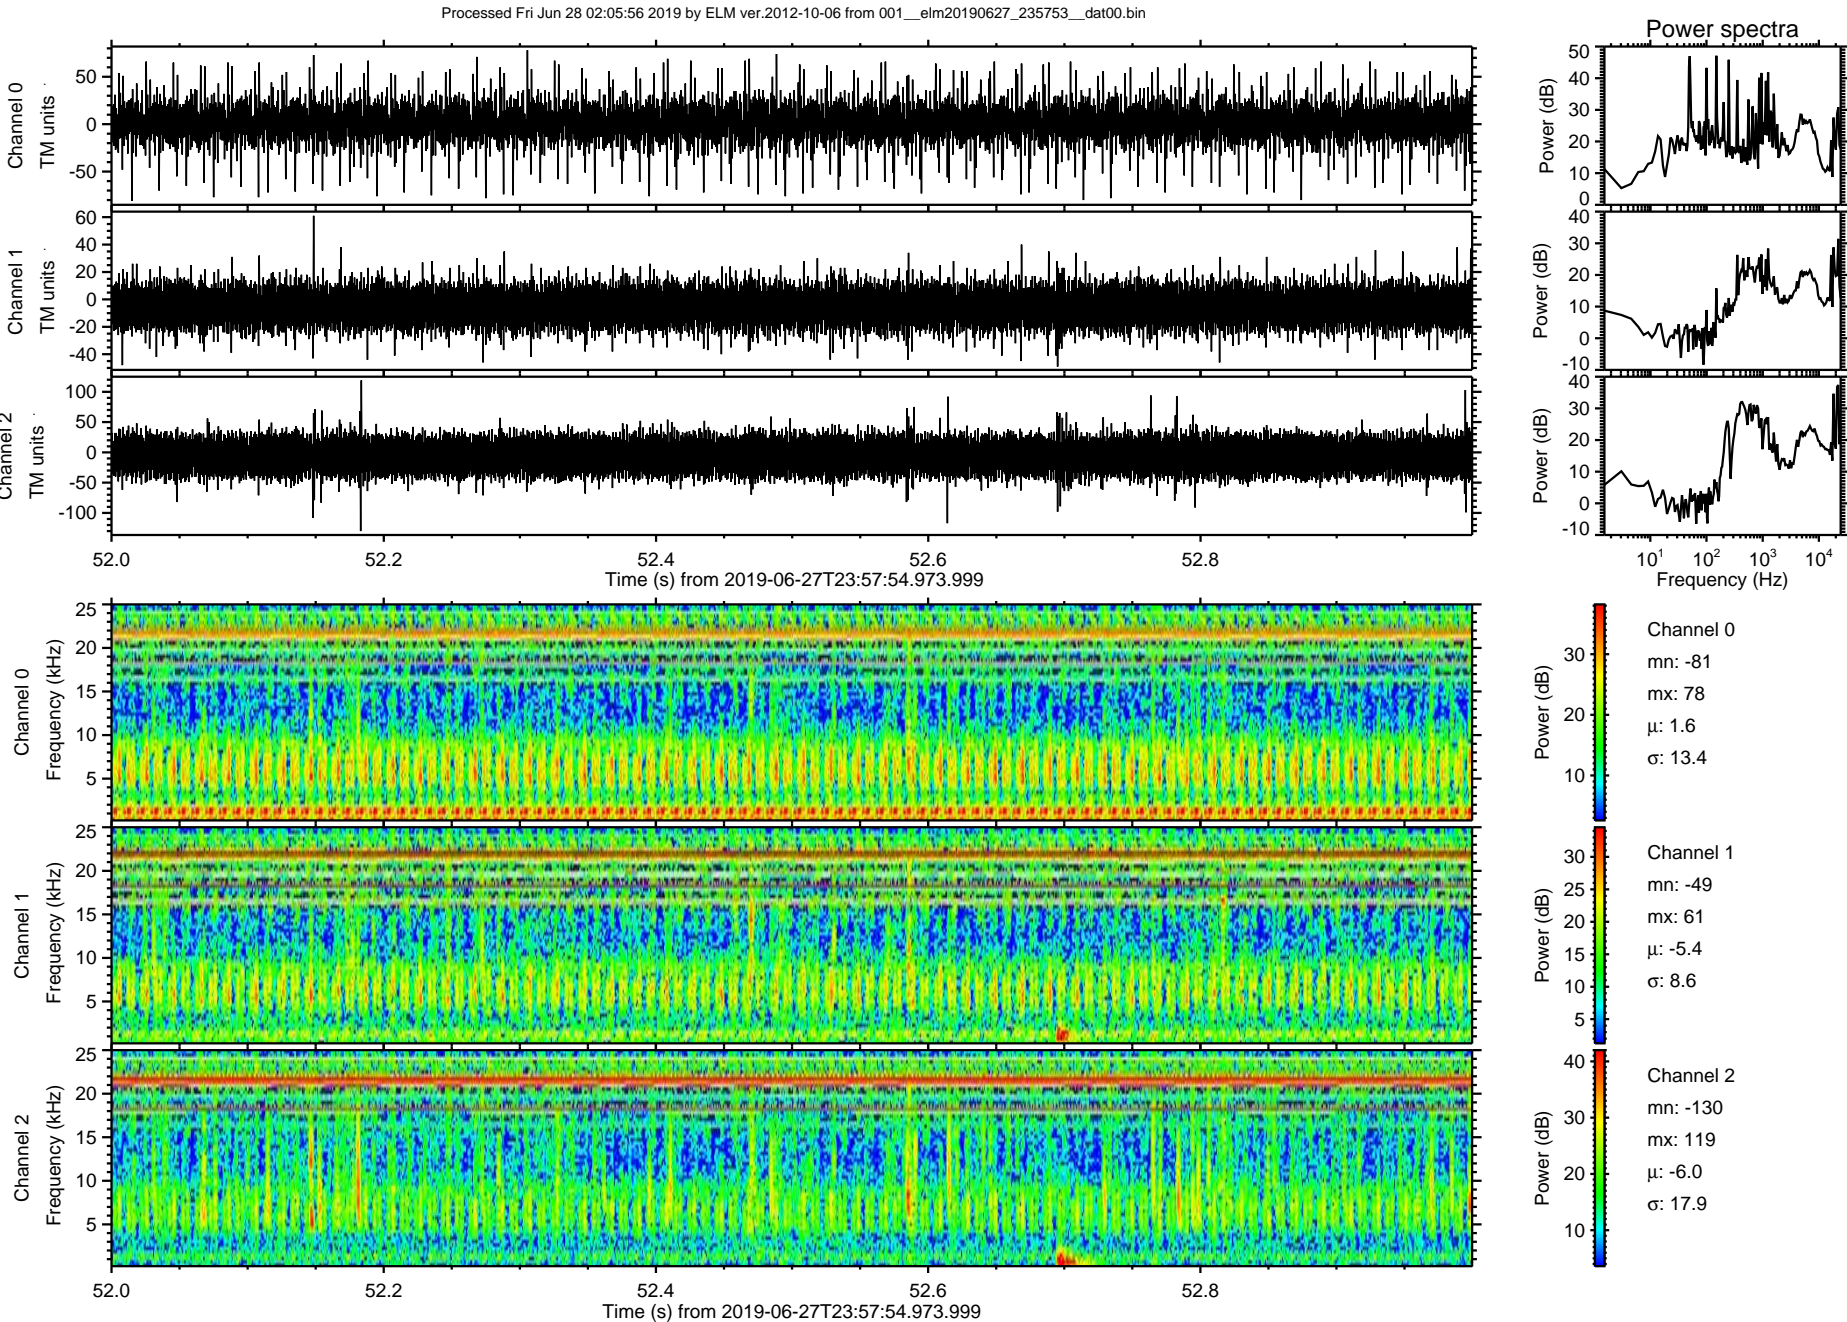 Processed Fri Jun 28 02:05:56 2019 by ELM ver.2012-10-06 from 001__elm20190627_235753__dat00.bin
Power spectra
Channel 0
TM units
50
0
-50
Power (dB)
50
40
30
20
10
0
Channel 1
TM units
60
40
20
0
-20
-40
Power (dB)
40
30
20
10
0
-10
Channel 2
TM units
100
50
0
-50
-100
Power (dB)
40
30
20
10
0
-10
52.0 52.2 52.4 52.6 52.8
Time (s) from 2019-06-27T23:57:54.973.999
10¹ 10² 10³ 10⁴
Frequency (Hz)
Channel 0
Frequency (kHz)
25
20
15
10
5
Power (dB)
30
20
10
Channel 0
mn: -81
mx: 78
μ: 1.6
σ: 13.4
Channel 1
Frequency (kHz)
25
20
15
10
5
Power (dB)
30
25
20
15
10
5
Channel 1
mn: -49
mx: 61
μ: -5.4
σ: 8.6
Channel 2
Frequency (kHz)
25
20
15
10
5
Power (dB)
40
30
20
10
Channel 2
mn: -130
mx: 119
μ: -6.0
σ: 17.9
52.0 52.2 52.4 52.6 52.8
Time (s) from 2019-06-27T23:57:54.973.999